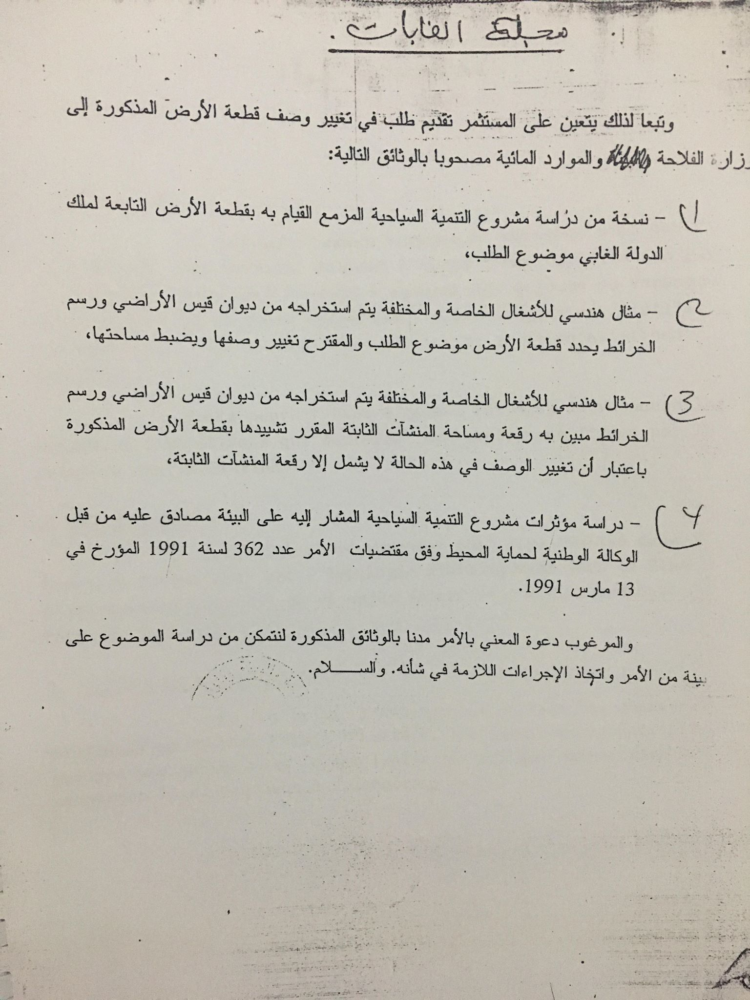 مجلة الغابات.
وتبعا لذلك يتعين على المستثمر تقديم طلب في تغيير وصف قطعة الأرض المذكورة إلى
وزارة الفلاحة والموارد المائية مصحوبا بالوثائق التالية:
1) - نسخة من دراسة مشروع التنمية السياحية المزمع القيام به بقطعة الأرض التابعة لملك
الدولة الغابي موضوع الطلب،
2) - مثال هندسي للأشغال الخاصة والمختلفة يتم استخراجه من ديوان قيس الأراضي ورسم
الخرائط يحدد قطعة الأرض موضوع الطلب والمقترح تغيير وصفها ويضبط مساحتها،
3) - مثال هندسي للأشغال الخاصة والمختلفة يتم استخراجه من ديوان قيس الأراضي ورسم
الخرائط مبين به رقعة ومساحة المنشآت الثابتة المقرر تشييدها بقطعة الأرض المذكورة
باعتبار أن تغيير الوصف في هذه الحالة لا يشمل إلا رقعة المنشآت الثابتة،
4) - دراسة مؤثرات مشروع التنمية السياحية المشار إليه على البيئة مصادق عليه من قبل
الوكالة الوطنية لحماية المحيط وفق مقتضيات الأمر عدد 362 لسنة 1991 المؤرخ في
13 مارس 1991.
والمرغوب دعوة المعني بالأمر مدنا بالوثائق المذكورة لنتمكن من دراسة الموضوع على
بينة من الأمر واتخاذ الإجراءات اللازمة في شأنه. والســـلام.